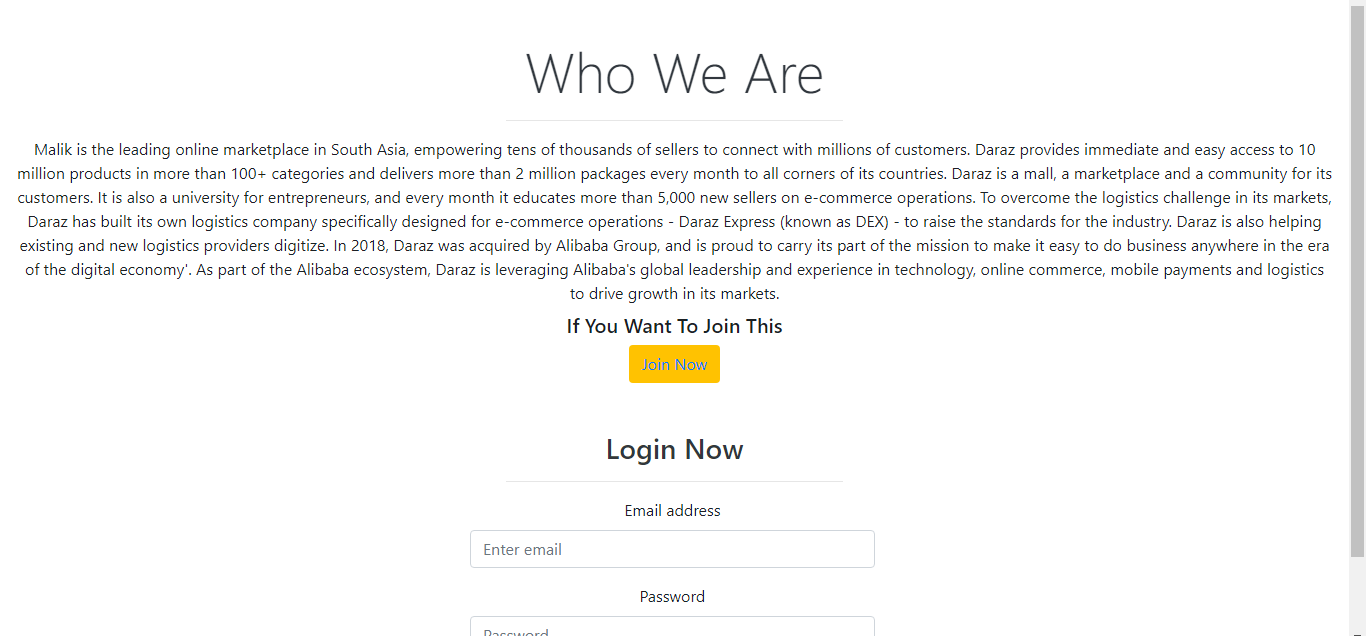 Who We Are
Malik is the leading online marketplace in South Asia, empowering tens of thousands of sellers to connect with millions of customers. Daraz provides immediate and easy access to 10
million products in more than 100+ categories and delivers more than 2 million packages every month to all corners of its countries. Daraz is a mall, a marketplace and a community for its
customers. It is also a university for entrepreneurs, and every month it educates more than 5,000 new sellers on e-commerce operations. To overcome the logistics challenge in its markets,
Daraz has built its own logistics company specifically designed for e-commerce operations - Daraz Express (known as DEX) - to raise the standards for the industry. Daraz is also helping
existing and new logistics providers digitize. In 2018, Daraz was acquired by Alibaba Group, and is proud to carry its part of the mission to make it easy to do business anywhere in the era
of the digital economy'. As part of the Alibaba ecosystem, Daraz is leveraging Alibaba's global leadership and experience in technology, online commerce, mobile payments and logistics
to drive growth in its markets.
If You Want To Join This
Join Now
Login Now
Email address
Enter email
Password
Password